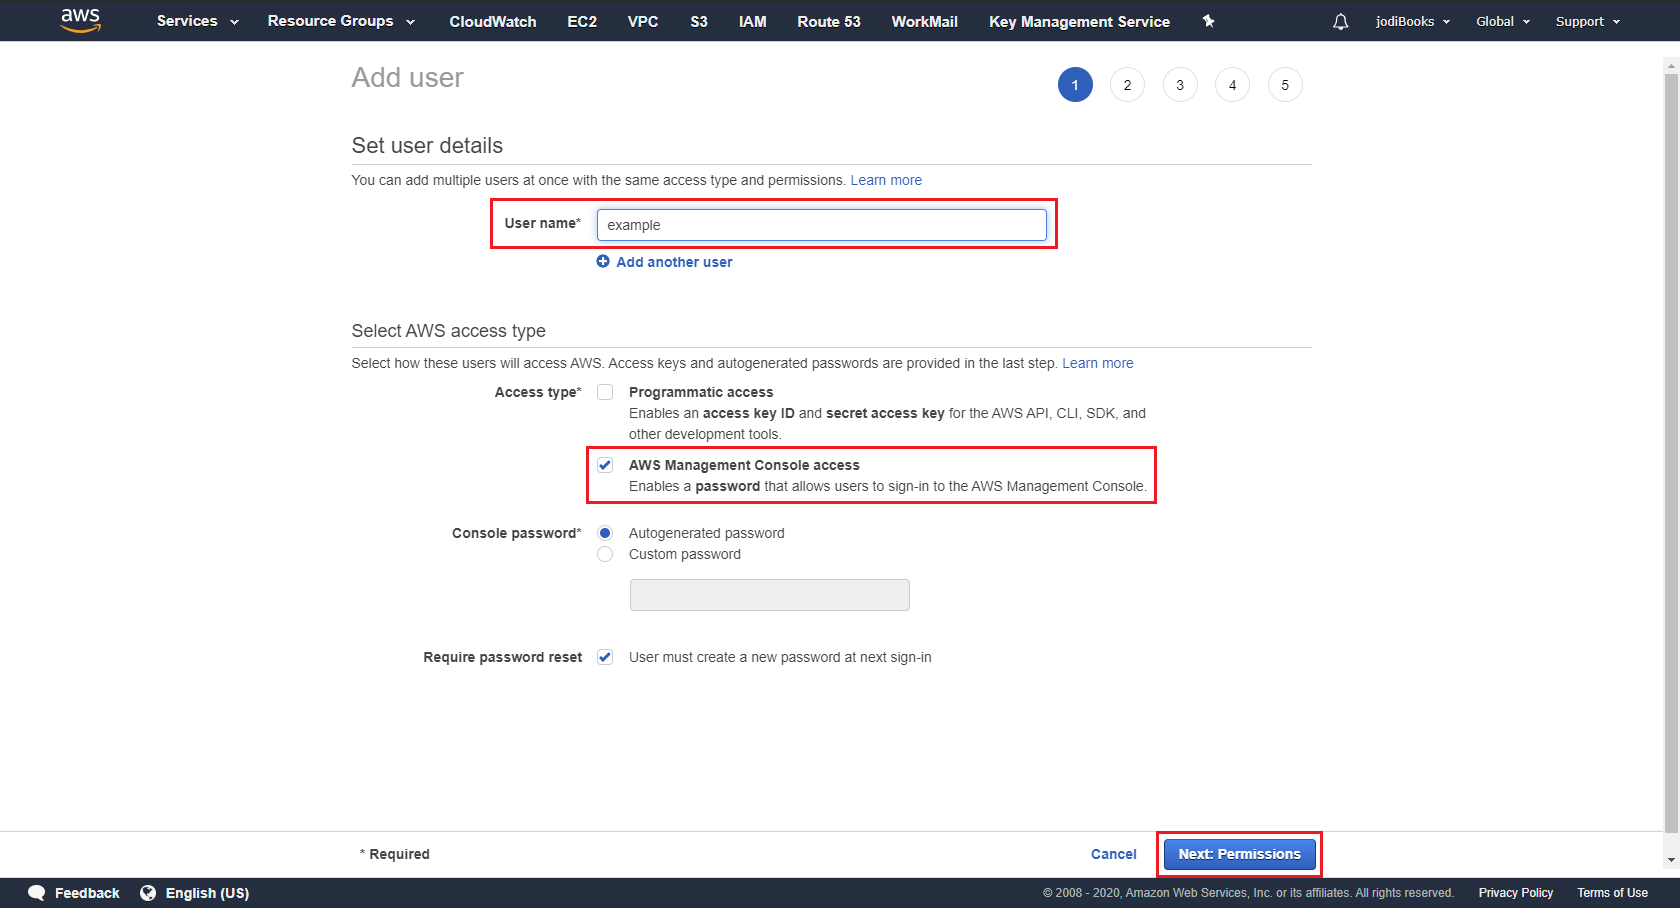 aws Services Resource Groups CloudWatch EC2 VPC S3 IAM Route 53 WorkMail Key Management Service jodiBooks Global Support
Add user 1 2 3 4 5
Set user details
You can add multiple users at once with the same access type and permissions. Learn more
User name* example
Add another user
Select AWS access type
Select how these users will access AWS. Access keys and autogenerated passwords are provided in the last step. Learn more
Access type* Programmatic access
Enables an access key ID and secret access key for the AWS API, CLI, SDK, and
other development tools.
AWS Management Console access
Enables a password that allows users to sign-in to the AWS Management Console.
Console password* Autogenerated password
Custom password
Require password reset User must create a new password at next sign-in
* Required Cancel Next: Permissions
Feedback English (US) © 2008 - 2020, Amazon Web Services, Inc. or its affiliates. All rights reserved. Privacy Policy Terms of Use